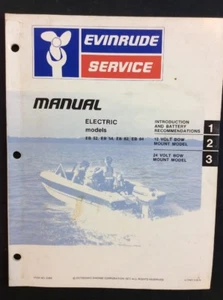 EVINRUDE
SERVICE
MANUAL
ELECTRIC
models
INTRODUCTION
AND BATTERY
RECOMMENDATIONS
1
12 VOLT BOW
MOUNT MODEL
2
24 VOLT BOW
MOUNT MODEL
3